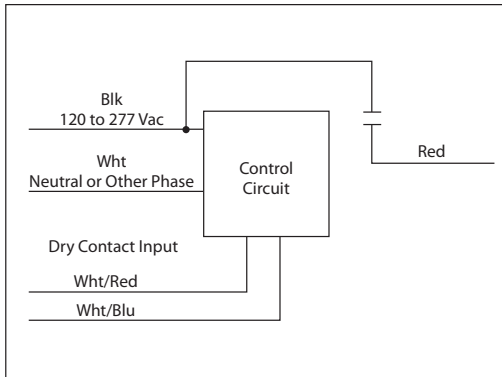 Blk
120 to 277 Vac
Red
Wht
Neutral or Other Phase
Control
Circuit
Dry Contact Input
Wht/Red
Wht/Blu